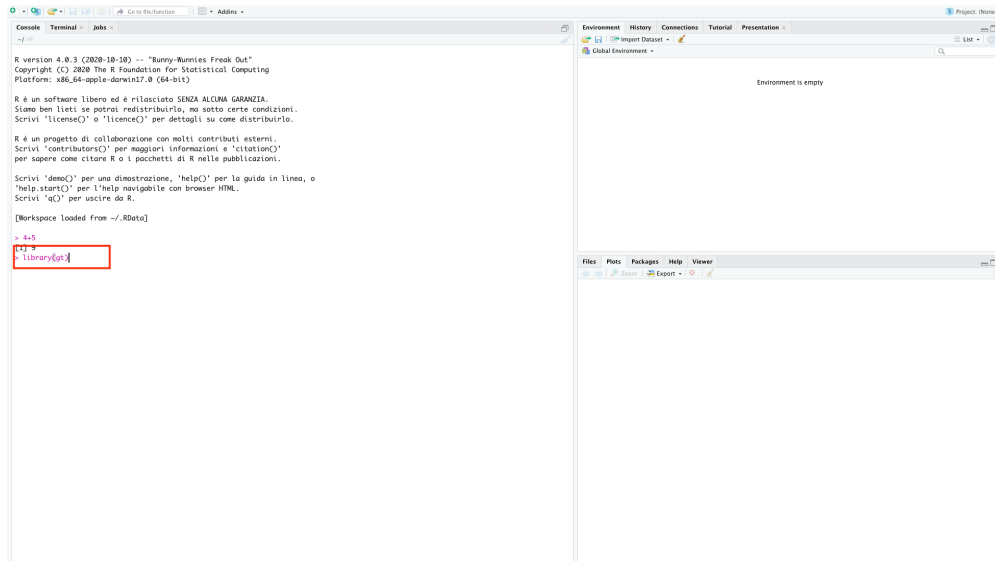 Go to file/function
Addins
Project: (None
Console Terminal Jobs
~/
R version 4.0.3 (2020-10-10) -- "Bunny-Wunnies Freak Out"
Copyright (C) 2020 The R Foundation for Statistical Computing
Platform: x86_64-apple-darwin17.0 (64-bit)
R è un software libero ed è rilasciato SENZA ALCUNA GARANZIA.
Siamo ben lieti se potrai redistribuirlo, ma sotto certe condizioni.
Scrivi 'license()' o 'licence()' per dettagli su come distribuirlo.
R è un progetto di collaborazione con molti contributi esterni.
Scrivi 'contributors()' per maggiori informazioni e 'citation()'
per sapere come citare R o i pacchetti di R nelle pubblicazioni.
Scrivi 'demo()' per una dimostrazione, 'help()' per la guida in linea, o
'help.start()' per l'help navigabile con browser HTML.
Scrivi 'q()' per uscire da R.
[Workspace loaded from ~/.RData]
> 4+5
[1] 9
> library(gt)
Environment History Connections Tutorial Presentation
Import Dataset
List
Global Environment
Environment is empty
Files Plots Packages Help Viewer
Zoom Export